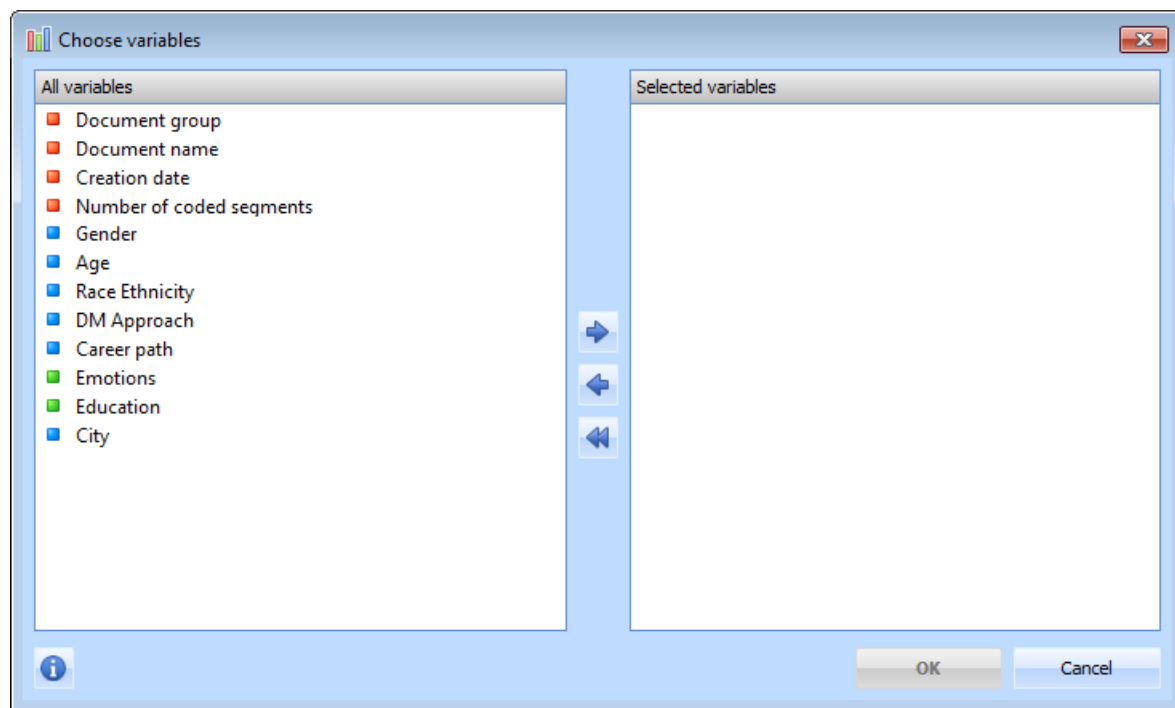 Choose variables
All variables
Document group
Document name
Creation date
Number of coded segments
Gender
Age
Race Ethnicity
DM Approach
Career path
Emotions
Education
City
Selected variables
OK
Cancel